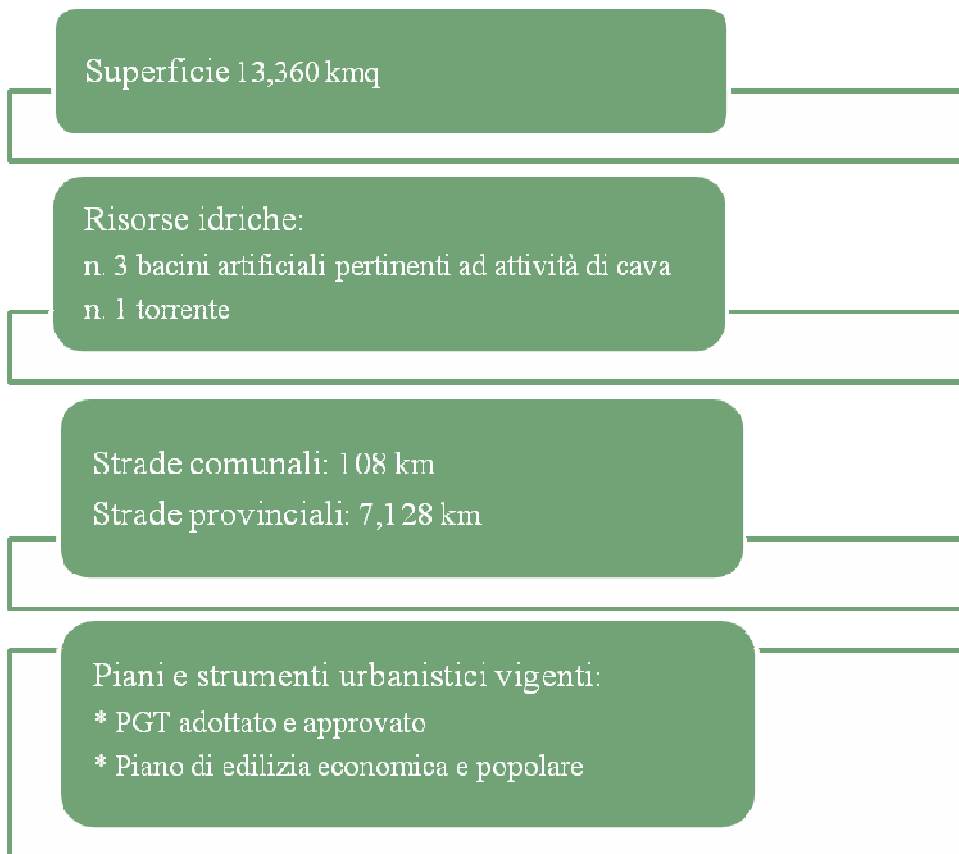 Superficie 13,360 kmq
Risorse idriche:
n. 3 bacini artificiali pertinenti ad attività di cava
n. 1 torrente
Strade comunali: 108 km
Strade provinciali: 7,128 km
Piani e strumenti urbanistici vigenti:
* PGT adottato e approvato
* Piano di edilizia economica e popolare